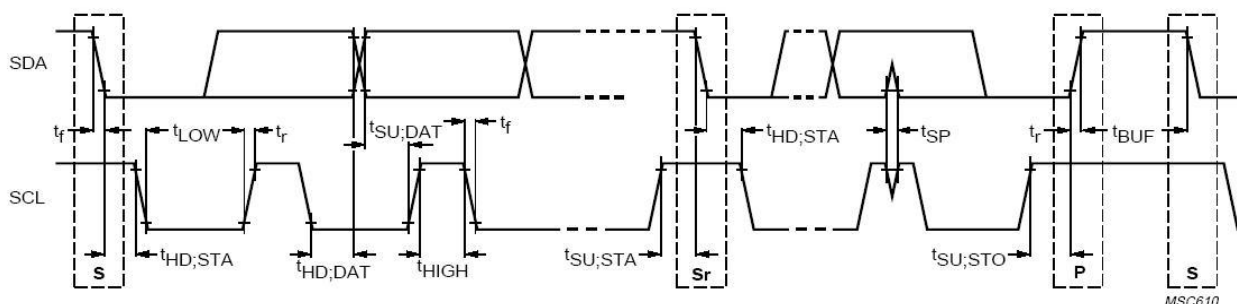 SDA
tf
tLOW
tr
tSU;DAT
tf
tHD;STA
tSP
tr
tBUF
SCL
S
tHD;STA
tHD;DAT
tHIGH
tSU;STA
Sr
tSU;STO
P
S
MSC610